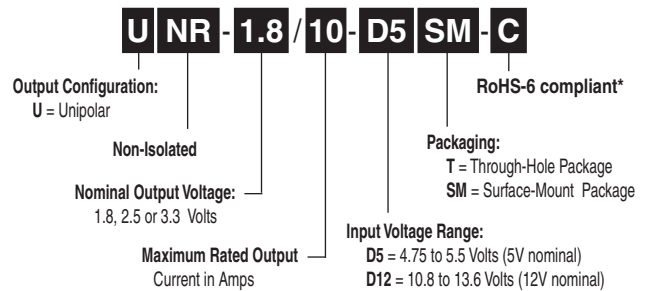 U NR - 1.8 / 10 - D5 SM - C
Output Configuration:
U = Unipolar
RoHS-6 compliant*
Non-Isolated
Packaging:
T = Through-Hole Package
SM = Surface-Mount Package
Nominal Output Voltage:
1.8, 2.5 or 3.3 Volts
Input Voltage Range:
D5 = 4.75 to 5.5 Volts (5V nominal)
D12 = 10.8 to 13.6 Volts (12V nominal)
Maximum Rated Output
Current in Amps